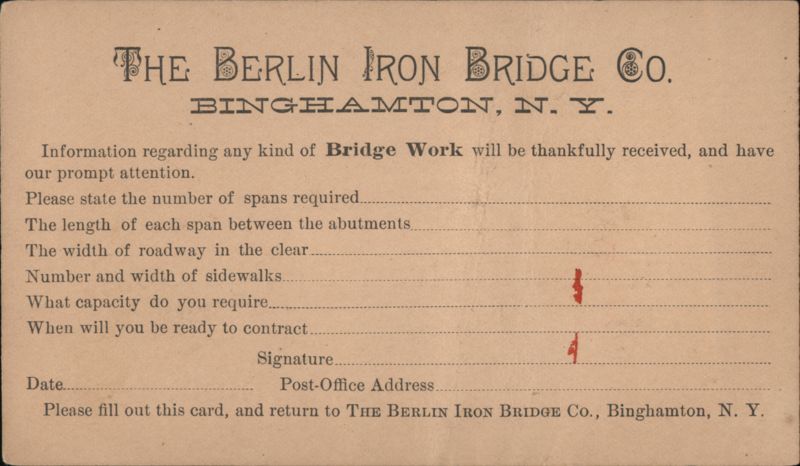 THE BERLIN IRON BRIDGE CO.
BINGHAMTON, N. Y.
Information regarding any kind of Bridge Work will be thankfully received, and have
our prompt attention.
Please state the number of spans required
The length of each span between the abutments
The width of roadway in the clear
Number and width of sidewalks
What capacity do you require
When will you be ready to contract
Signature
Date Post-Office Address
Please fill out this card, and return to THE BERLIN IRON BRIDGE CO., Binghamton, N. Y.